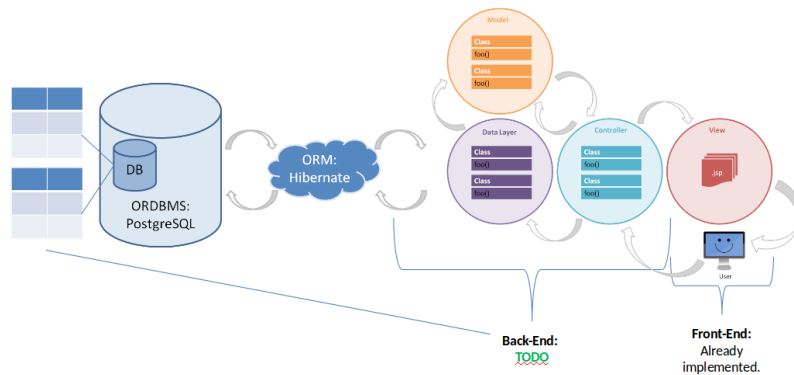 Model
Class
foo()
Class
foo()
DB
ORDBMS:
PostgreSQL
ORM:
Hibernate
Data Layer
Class
foo()
Class
foo()
Controller
Class
foo()
Class
foo()
View
.jsp
User
Back-End:
TODO
Front-End:
Already
implemented.